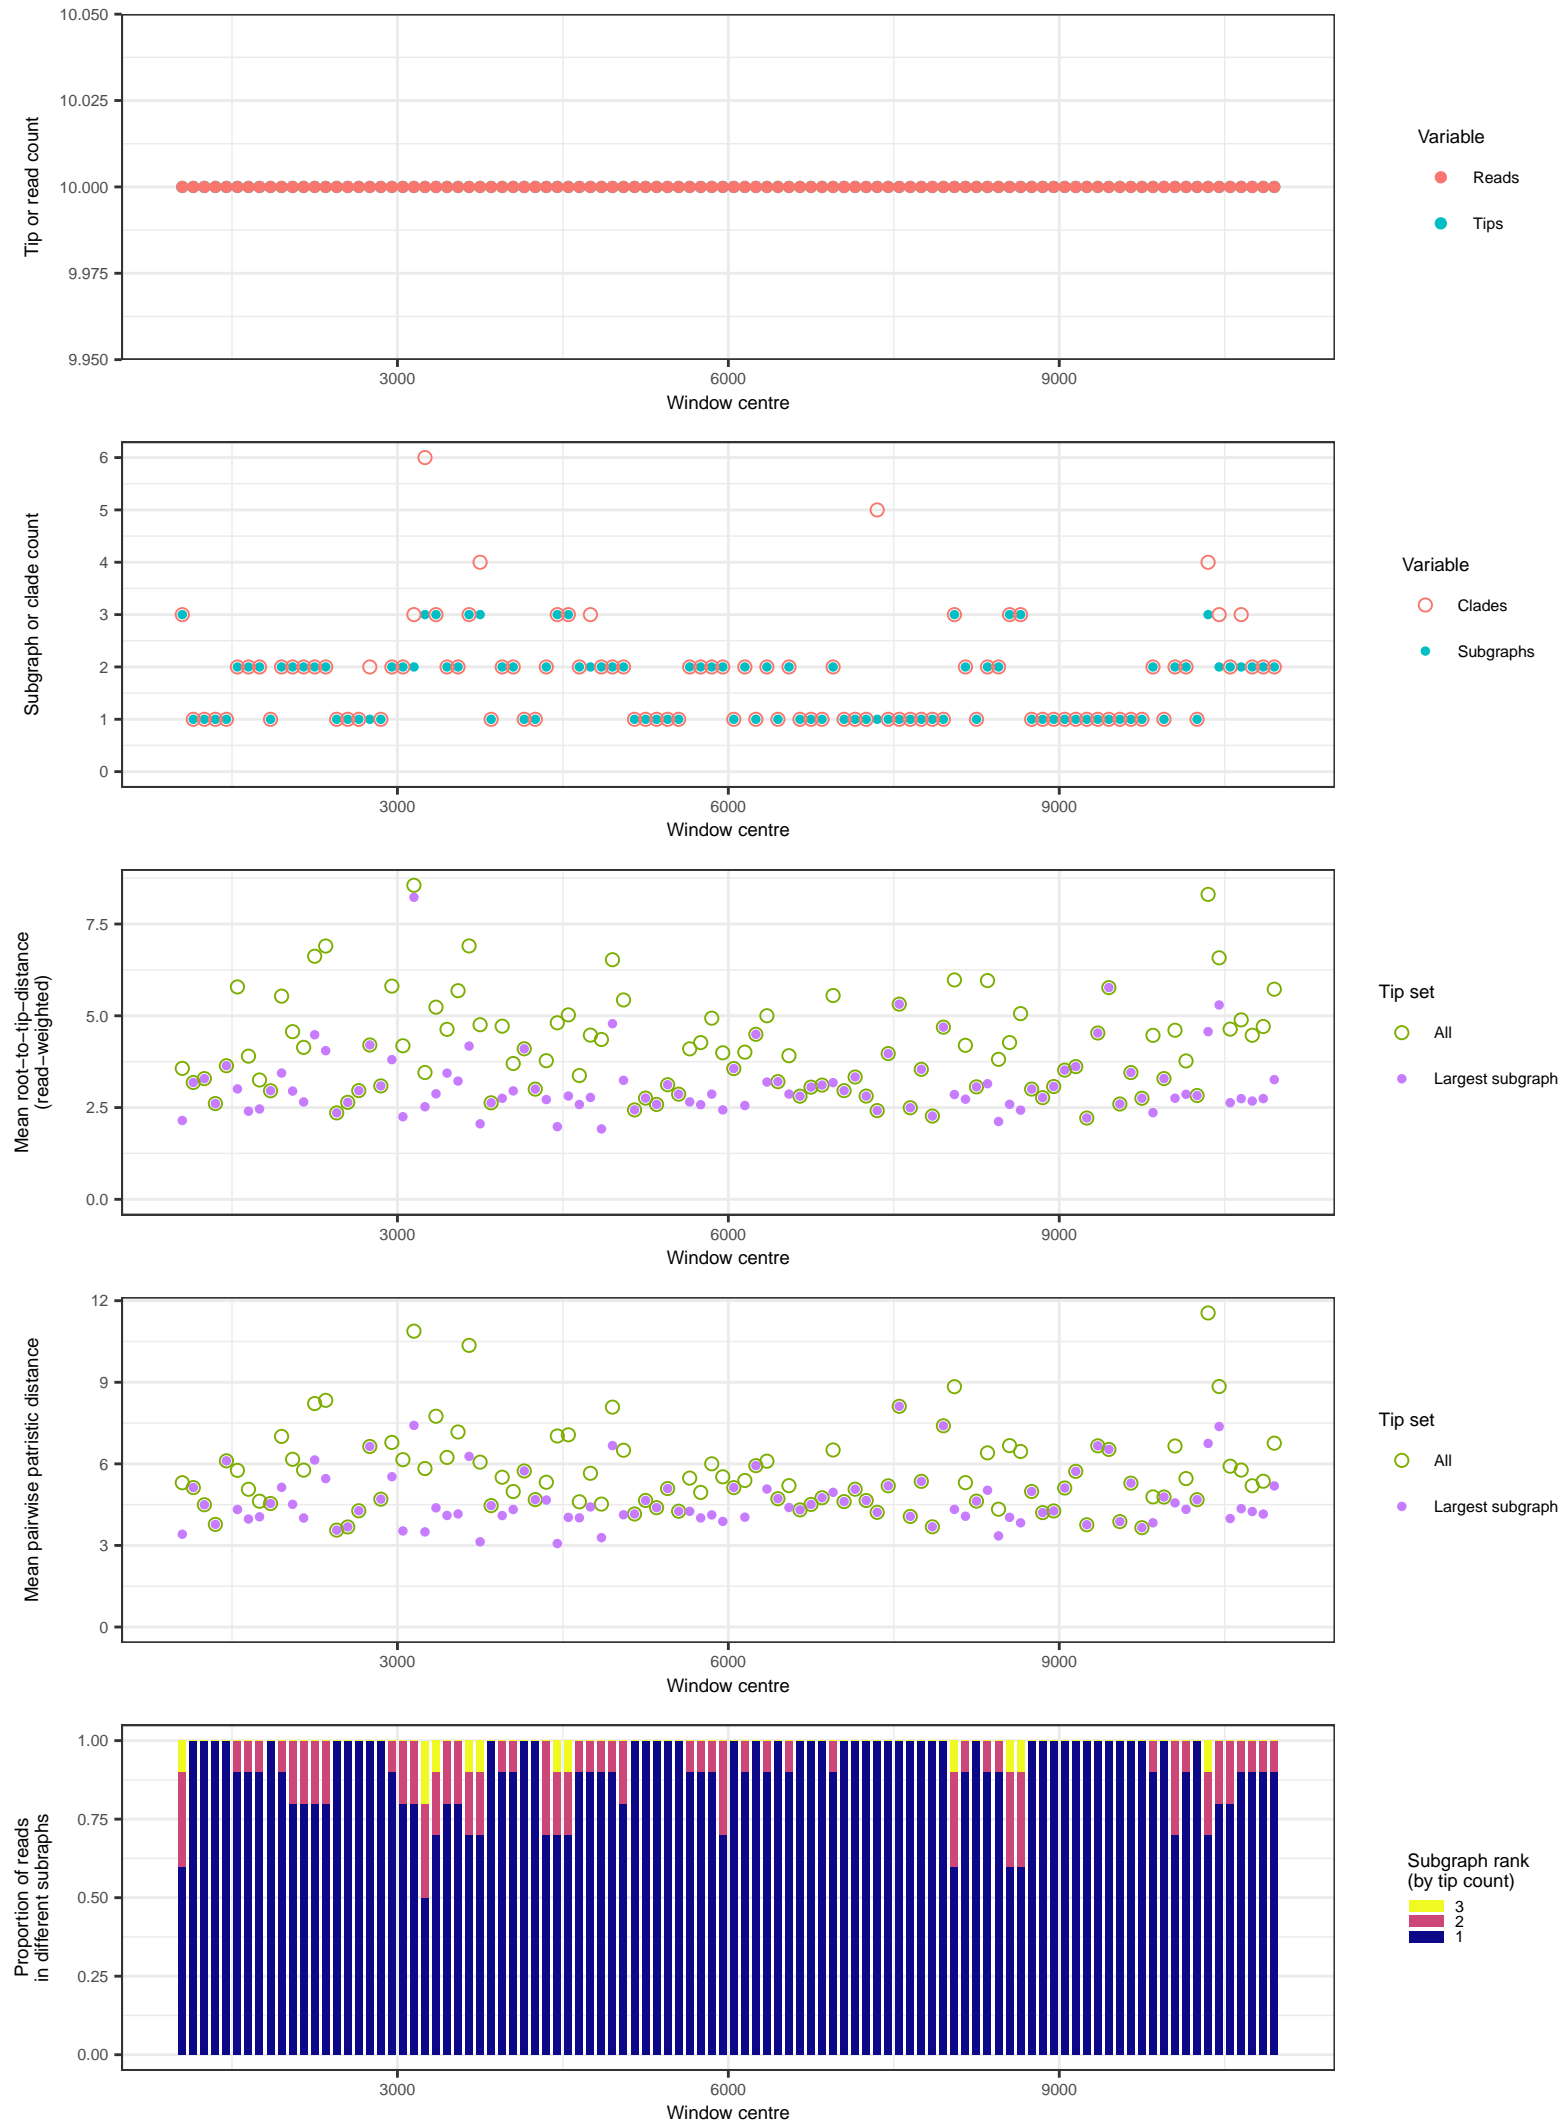 10.050
10.025
10.000
9.975
9.950
Tip or read count
3000
6000
9000
Window centre
Variable
Reads
Tips
6
5
4
3
2
1
0
Subgraph or clade count
3000
6000
9000
Window centre
Variable
Clades
Subgraphs
7.5
5.0
2.5
0.0
Mean root−to−tip−distance
(read−weighted)
3000
6000
9000
Window centre
Tip set
All
Largest subgraph
12
9
6
3
0
Mean pairwise patristic distance
3000
6000
9000
Window centre
Tip set
All
Largest subgraph
1.00
0.75
0.50
0.25
0.00
Proportion of reads
in different subraphs
3000
6000
9000
Window centre
Subgraph rank
(by tip count)
3
2
1